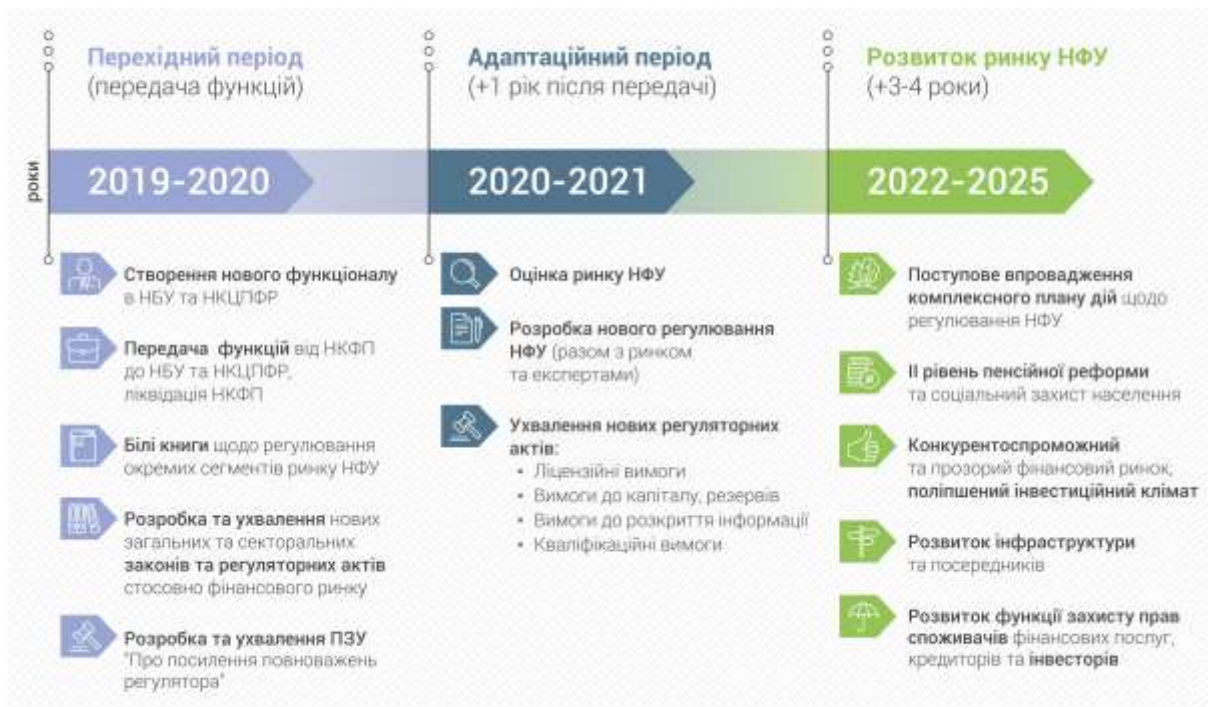 Перехідний період
(передача функцій)
роки
2019-2020
Створення нового функціоналу
в НБУ та НКЦПФР
Передача функцій від НКФП
до НБУ та НКЦПФР,
ліквідація НКФП
Білі книги щодо регулювання
окремих сегментів ринку НФУ
Розробка та ухвалення нових
загальних та секторальних
законів та регуляторних актів
стосовно фінансового ринку
Розробка та ухвалення ПЗУ
"Про посилення повноважень
регулятора"
Адаптаційний період
(+1 рік після передачі)
2020-2021
Оцінка ринку НФУ
Розробка нового регулювання
НФУ (разом з ринком
та експертами)
Ухвалення нових регуляторних
актів:
• Ліцензійні вимоги
• Вимоги до капіталу, резервів
• Вимоги до розкриття інформації
• Кваліфікаційні вимоги
Розвиток ринку НФУ
(+3-4 роки)
2022-2025
Поступове впровадження
комплексного плану дій щодо
регулювання НФУ
II рівень пенсійної реформи
та соціальний захист населення
Конкурентоспроможний
та прозорий фінансовий ринок,
поліпшений інвестиційний клімат
Розвиток інфраструктури
та посередників
Розвиток функції захисту прав
споживачів фінансових послуг,
кредиторів та інвесторів